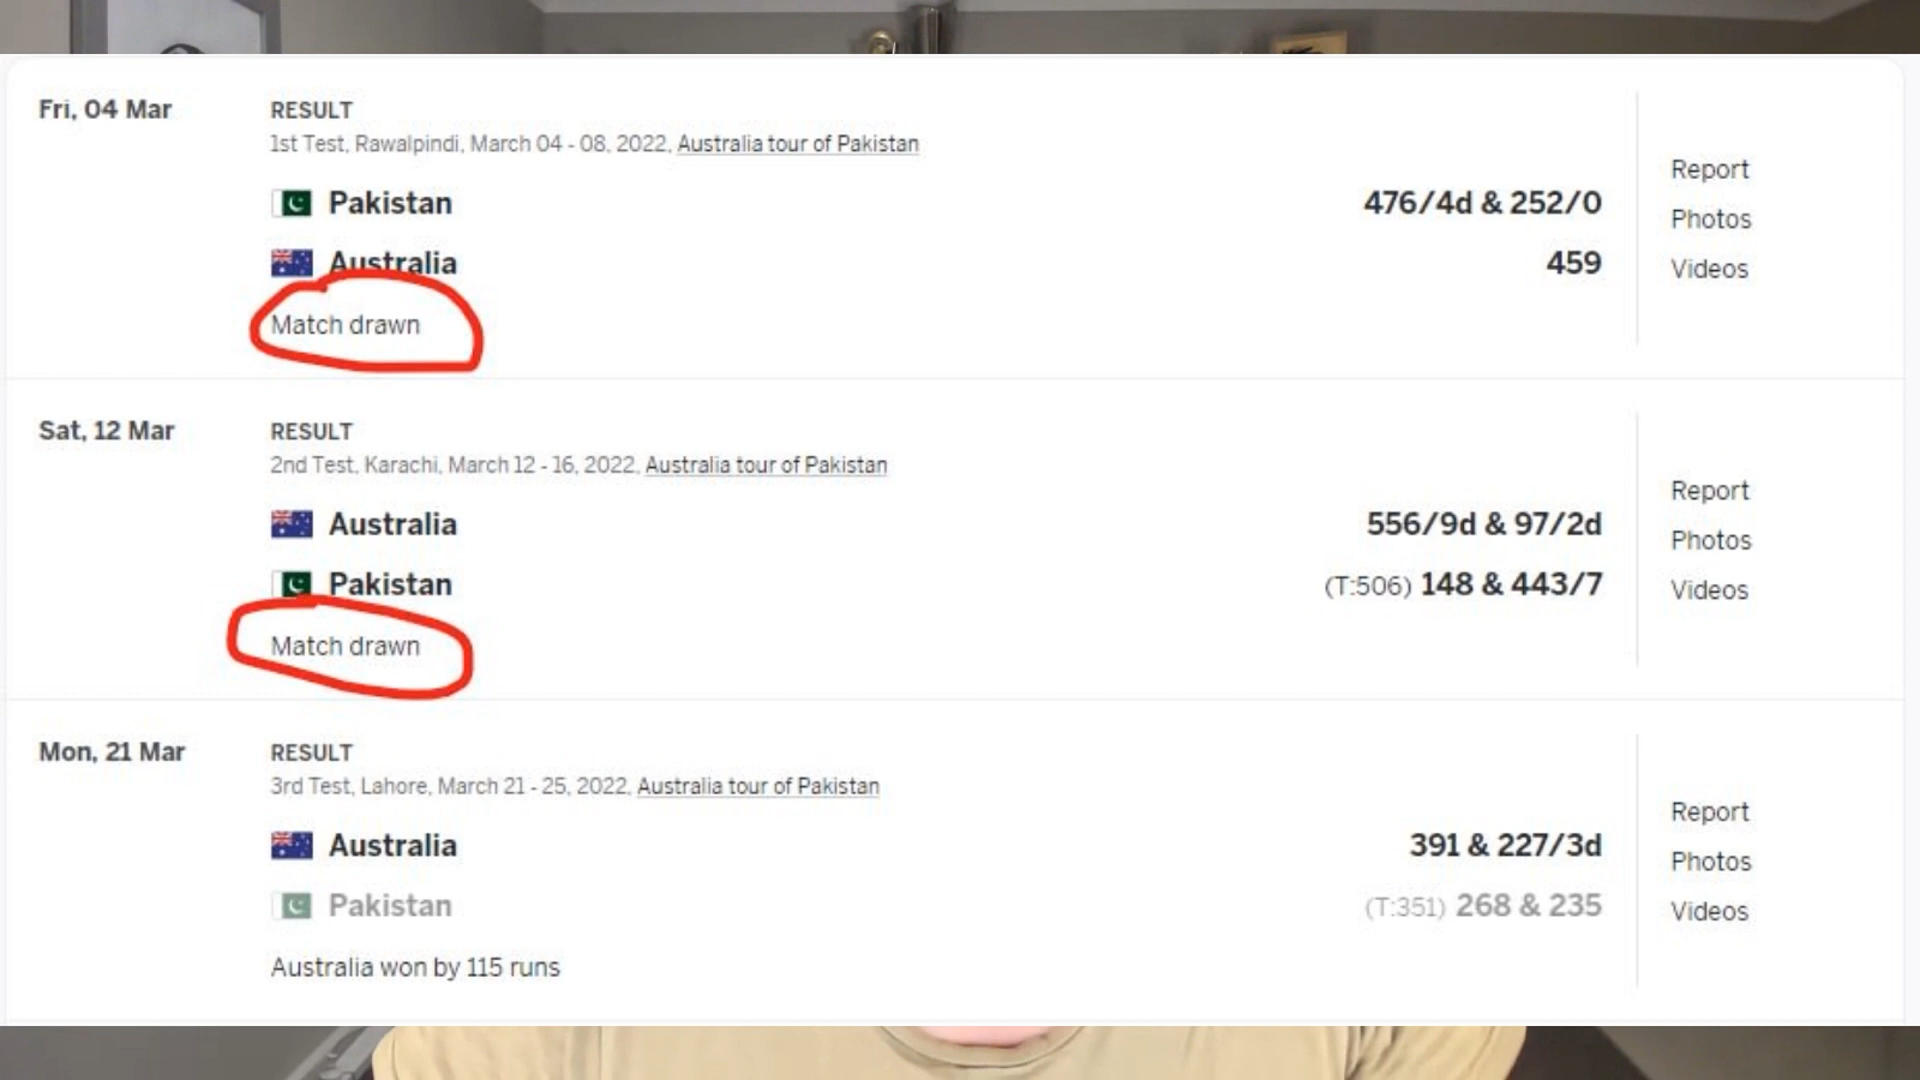 Fri, 04 Mar
RESULT
1st Test, Rawalpindi, March 04 - 08, 2022, Australia tour of Pakistan
Pakistan 476/4d & 252/0
Australia 459
Match drawn
Report
Photos
Videos
Sat, 12 Mar
RESULT
2nd Test, Karachi, March 12 - 16, 2022, Australia tour of Pakistan
Australia 556/9d & 97/2d
Pakistan (T:506) 148 & 443/7
Match drawn
Report
Photos
Videos
Mon, 21 Mar
RESULT
3rd Test, Lahore, March 21 - 25, 2022, Australia tour of Pakistan
Australia 391 & 227/3d
Pakistan (T:351) 268 & 235
Australia won by 115 runs
Report
Photos
Videos